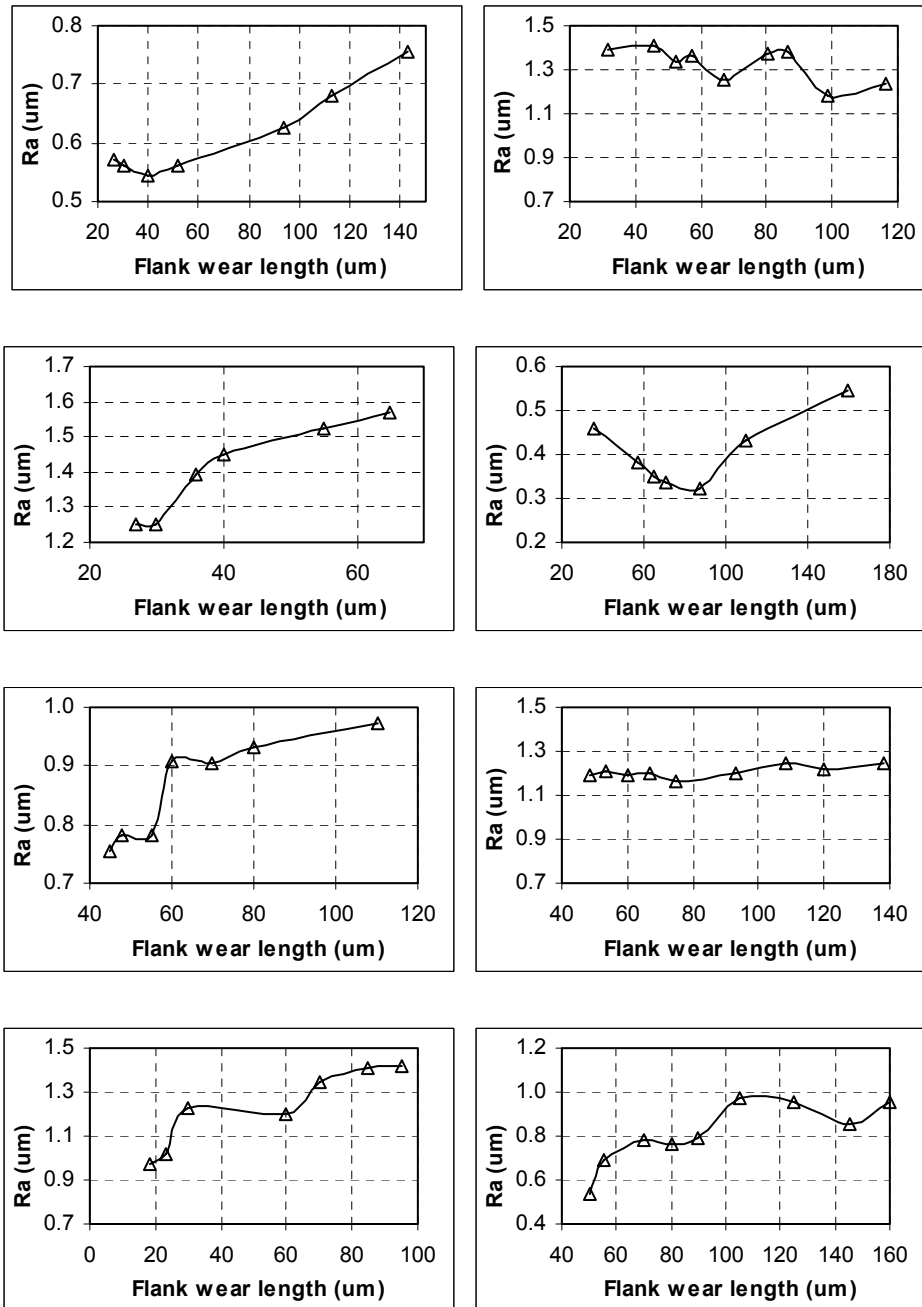 0.8
0.7
0.6
0.5
Ra (um)
20 40 60 80 100 120 140
Flank wear length (um)
1.5
1.3
1.1
0.9
0.7
Ra (um)
20 40 60 80 100 120
Flank wear length (um)
1.7
1.6
1.5
1.4
1.3
1.2
Ra (um)
20 40 60
Flank wear length (um)
0.6
0.5
0.4
0.3
0.2
Ra (um)
20 60 100 140 180
Flank wear length (um)
1.0
0.9
0.8
0.7
Ra (um)
40 60 80 100 120
Flank wear length (um)
1.5
1.3
1.1
0.9
0.7
Ra (um)
40 60 80 100 120 140
Flank wear length (um)
1.5
1.3
1.1
0.9
0.7
Ra (um)
0 20 40 60 80 100
Flank wear length (um)
1.2
1.0
0.8
0.6
0.4
Ra (um)
40 60 80 100 120 140 160
Flank wear length (um)